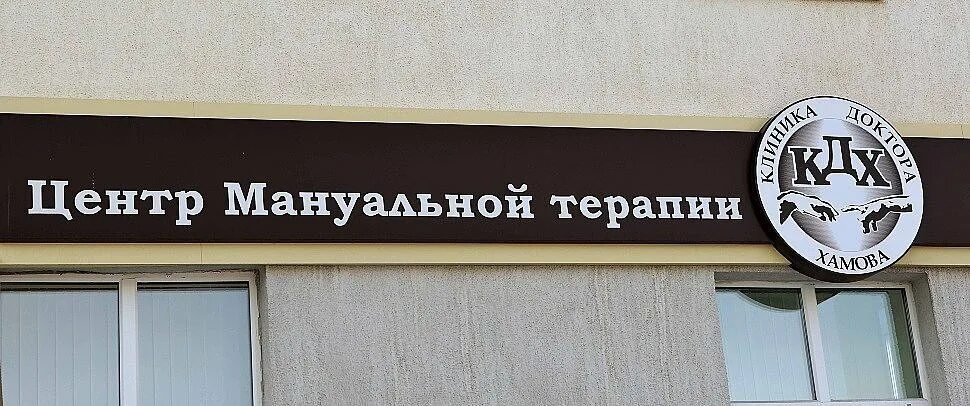 Центр Мануальной терапии
КЛИНИКА ДОКТОРА
КДХ
ХАМОВА